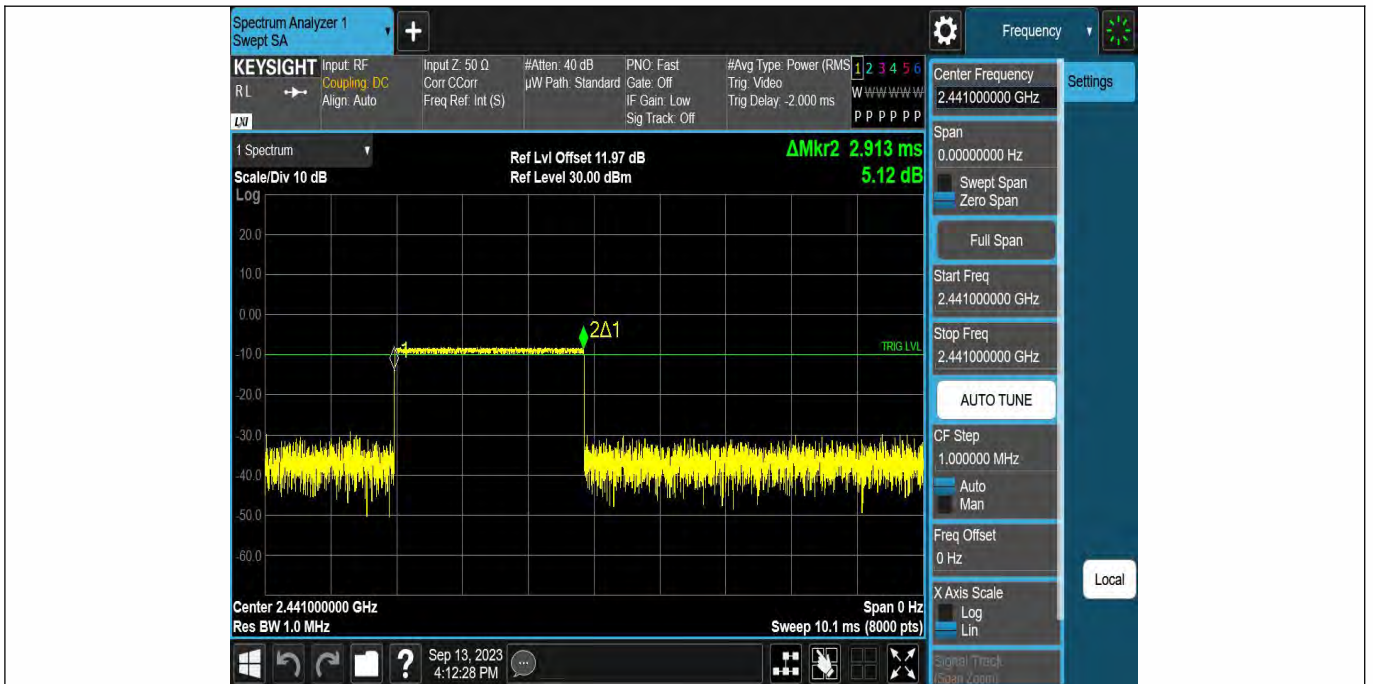 Spectrum Analyzer 1
Swept SA
+
Frequency
KEYSIGHT
RL
LXI
Input: RF
Coupling: DC
Align: Auto
Input Z: 50 Ω
Corr CCorr
Freq Ref: Int (S)
#Atten: 40 dB
µW Path: Standard
PNO: Fast
Gate: Off
IF Gain: Low
Sig Track: Off
#Avg Type: Power (RMS
Trig: Video
Trig Delay: -2.000 ms
1 2 3 4 5 6
W W W W W W
P P P P P P
1 Spectrum
Scale/Div 10 dB
Log
Ref Lvl Offset 11.97 dB
Ref Level 30.00 dBm
ΔMkr2 2.913 ms
5.12 dB
20.0
10.0
0.00
-10.0
-20.0
-30.0
-40.0
-50.0
-60.0
1
2Δ1
TRIG LVL
Center 2.441000000 GHz
Res BW 1.0 MHz
Span 0 Hz
Sweep 10.1 ms (8000 pts)
?
Sep 13, 2023
4:12:28 PM
Center Frequency
2.441000000 GHz
Span
0.00000000 Hz
Swept Span
Zero Span
Full Span
Start Freq
2.441000000 GHz
Stop Freq
2.441000000 GHz
AUTO TUNE
CF Step
1.000000 MHz
Auto
Man
Freq Offset
0 Hz
X Axis Scale
Log
Lin
Signal Track
(Span Zoom)
Settings
Local